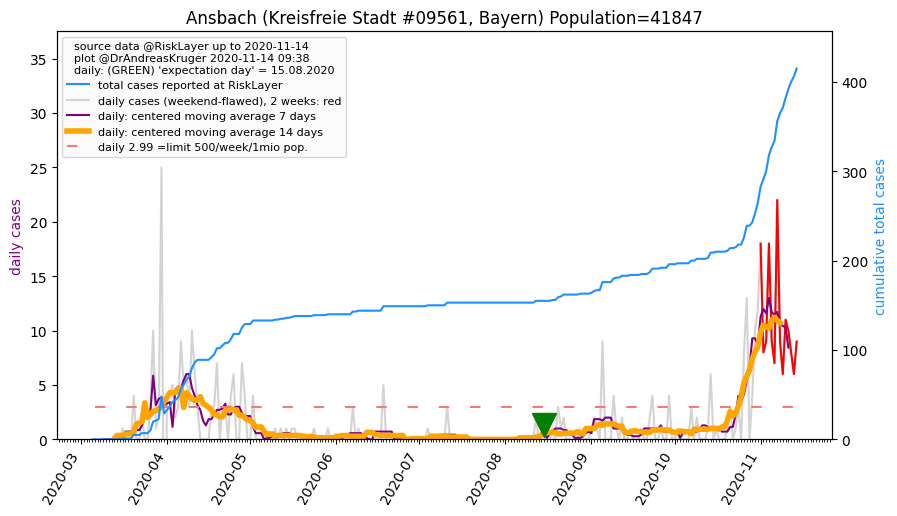 Ansbach (Kreisfreie Stadt #09561, Bayern) Population=41847
source data @RiskLayer up to 2020-11-14
plot @DrAndreasKruger 2020-11-14 09:38
daily: (GREEN) 'expectation day' = 15.08.2020
total cases reported at RiskLayer
daily cases (weekend-flawed), 2 weeks: red
daily: centered moving average 7 days
daily: centered moving average 14 days
daily 2.99 =limit 500/week/1mio pop.
daily cases
35
30
25
20
15
10
5
0
cumulative total cases
400
300
200
100
0
2020-03
2020-04
2020-05
2020-06
2020-07
2020-08
2020-09
2020-10
2020-11